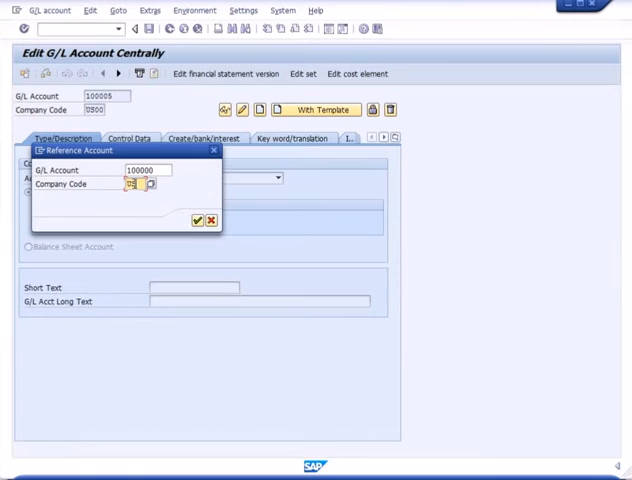 G/L account Edit Goto Extras Environment Settings System Help
Edit G/L Account Centrally
Edit financial statement version Edit set Edit cost element
G/L Account 100005
Company Code US00 With Template
Type/Description Control Data Create/bank/interest Key word/translation I..
Reference Account
G/L Account 100000
Company Code US
Balance Sheet Account
Short Text
G/L Acct Long Text
SAP